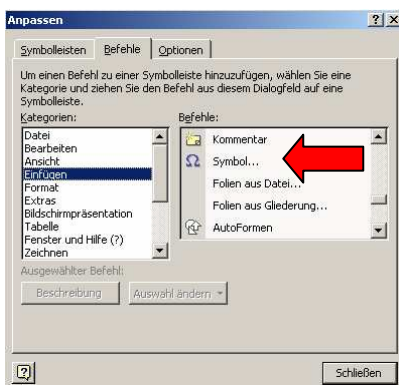 Anpassen
Symbolleisten Befehle Optionen
Um einen Befehl zu einer Symbolleiste hinzuzufügen, wählen Sie eine
Kategorie und ziehen Sie den Befehl aus diesem Dialogfeld auf eine
Symbolleiste.
Kategorien:
Datei
Bearbeiten
Ansicht
Einfügen
Format
Extras
Bildschirmpräsentation
Tabelle
Fenster und Hilfe (?)
Zeichnen
Befehle:
Kommentar
Symbol...
Folien aus Datei...
Folien aus Gliederung...
AutoFormen
Ausgewählter Befehl:
Beschreibung Auswahl ändern
Schließen